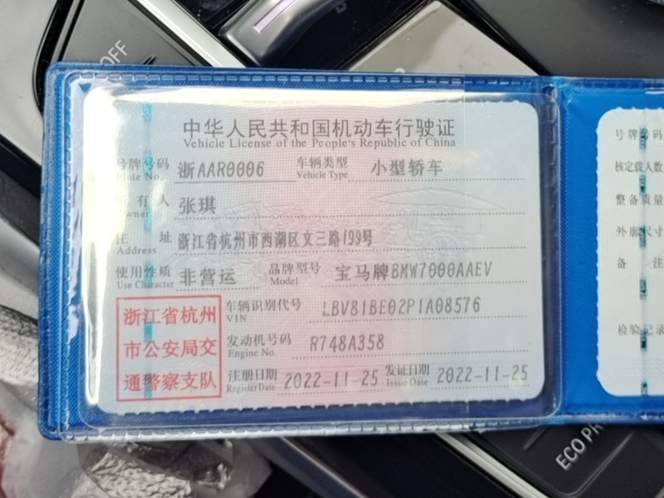 OFF
中华人民共和国机动车行驶证
Vehicle License of the People's Republic of China
号牌号码 浙AAR0006 车辆类型 小型轿车
Plate No. Vehicle Type
所有人 张琪
Owner
住址 浙江省杭州市西湖区文三路199号
Address
使用性质 非营运 品牌型号 宝马牌BMW7000AAEV
Use Character Model
浙江省杭州
市公安局交
通警察支队
车辆识别代号 LBV81BE02P1A08576
VIN
发动机号码 R748A358
Engine No.
注册日期 2022-11-25 发证日期 2022-11-25
Register Date Issue Date
号牌号码
核定载人数
整备质量
外廓尺寸
备注
检验记录
ECO PR